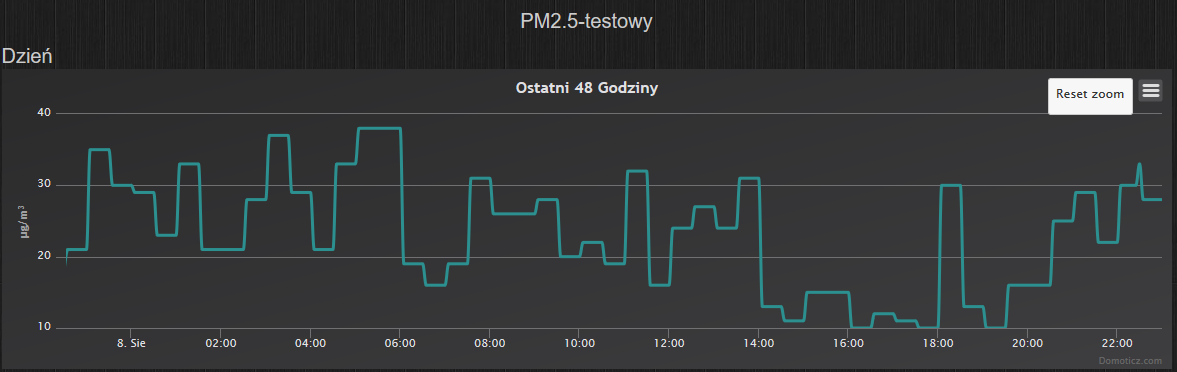 PM2.5-testowy
Dzień
Ostatni 48 Godziny
Reset zoom
40
30
20
10
µg/m³
8. Sie 02:00 04:00 06:00 08:00 10:00 12:00 14:00 16:00 18:00 20:00 22:00
Domoticz.com